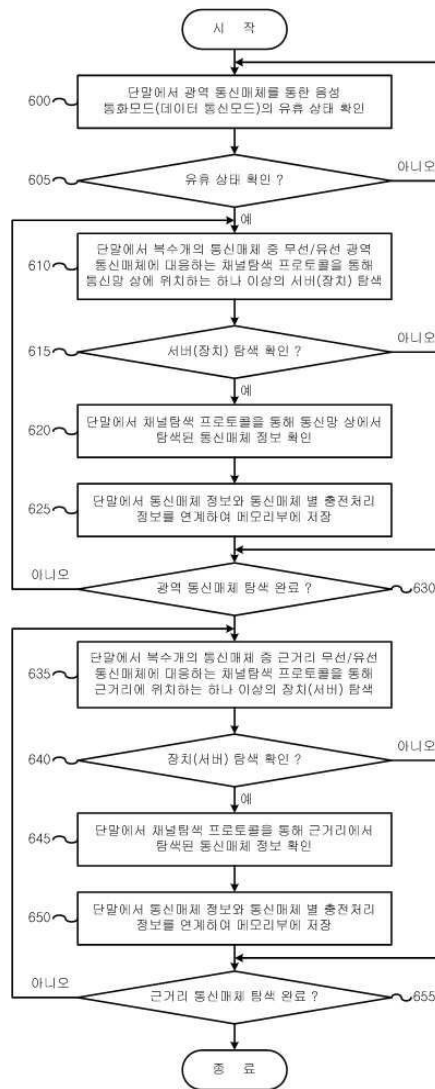 시 작
600
단말에서 광역 통신매체를 통한 음성
통화모드(데이터 통신모드)의 유휴 상태 확인
605
유휴 상태 확인 ?
아니오
예
610
단말에서 복수개의 통신매체 중 무선/유선 광역
통신매체에 대응하는 채널탐색 프로토콜을 통해
통신망 상에 위치하는 하나 이상의 서버(장치) 탐색
615
서버(장치) 탐색 확인 ?
아니오
예
620
단말에서 채널탐색 프로토콜을 통해 통신망 상에서
탐색된 통신매체 정보 확인
625
단말에서 통신매체 정보와 통신매체 별 충전처리
정보를 연계하여 메모리부에 저장
아니오
광역 통신매체 탐색 완료 ?
630
635
단말에서 복수개의 통신매체 중 근거리 무선/유선
통신매체에 대응하는 채널탐색 프로토콜을 통해
근거리에 위치하는 하나 이상의 장치(서버) 탐색
640
장치(서버) 탐색 확인 ?
아니오
예
645
단말에서 채널탐색 프로토콜을 통해 근거리에서
탐색된 통신매체 정보 확인
650
단말에서 통신매체 정보와 통신매체 별 충전처리
정보를 연계하여 메모리부에 저장
아니오
근거리 통신매체 탐색 완료 ?
655
종 료